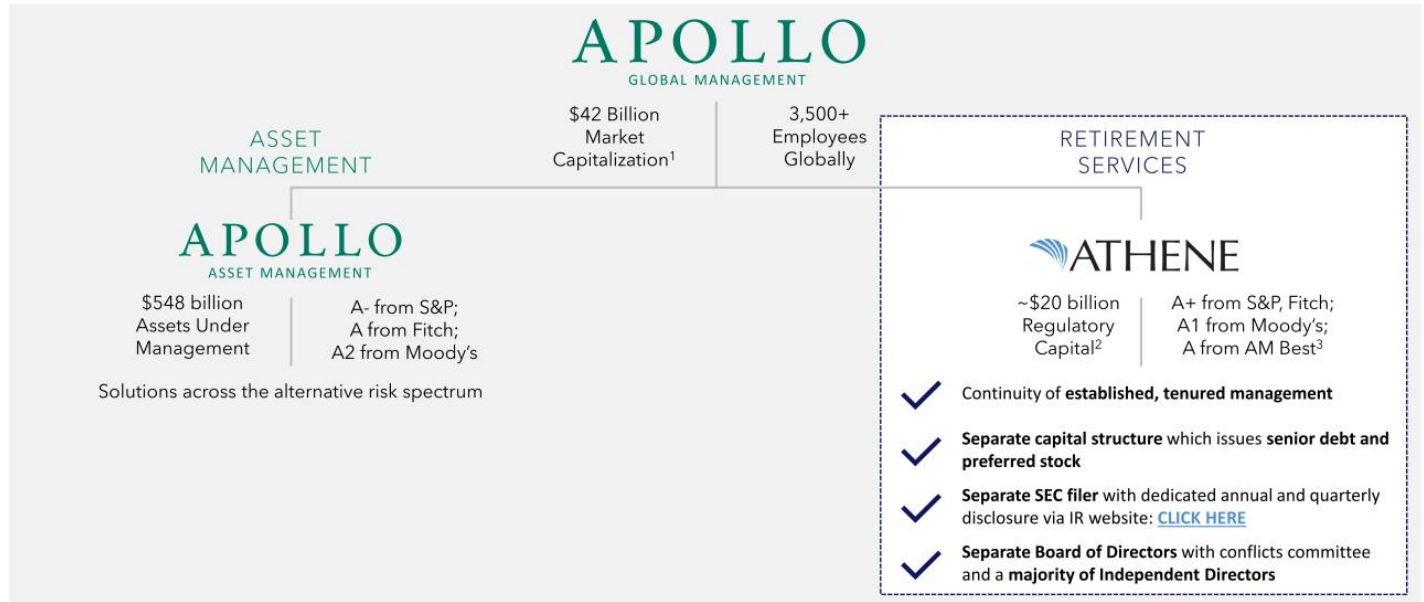 APOLLO
GLOBAL MANAGEMENT
$42 Billion
Market
Capitalization¹
3,500+
Employees
Globally
ASSET
MANAGEMENT
APOLLO
ASSET MANAGEMENT
$548 billion
Assets Under
Management
A- from S&P;
A from Fitch;
A2 from Moody's
Solutions across the alternative risk spectrum
RETIREMENT
SERVICES
ATHENE
~$20 billion
Regulatory
Capital²
A+ from S&P, Fitch;
A1 from Moody's;
A from AM Best³
Continuity of established, tenured management
Separate capital structure which issues senior debt and
preferred stock
Separate SEC filer with dedicated annual and quarterly
disclosure via IR website: CLICK HERE
Separate Board of Directors with conflicts committee
and a majority of Independent Directors